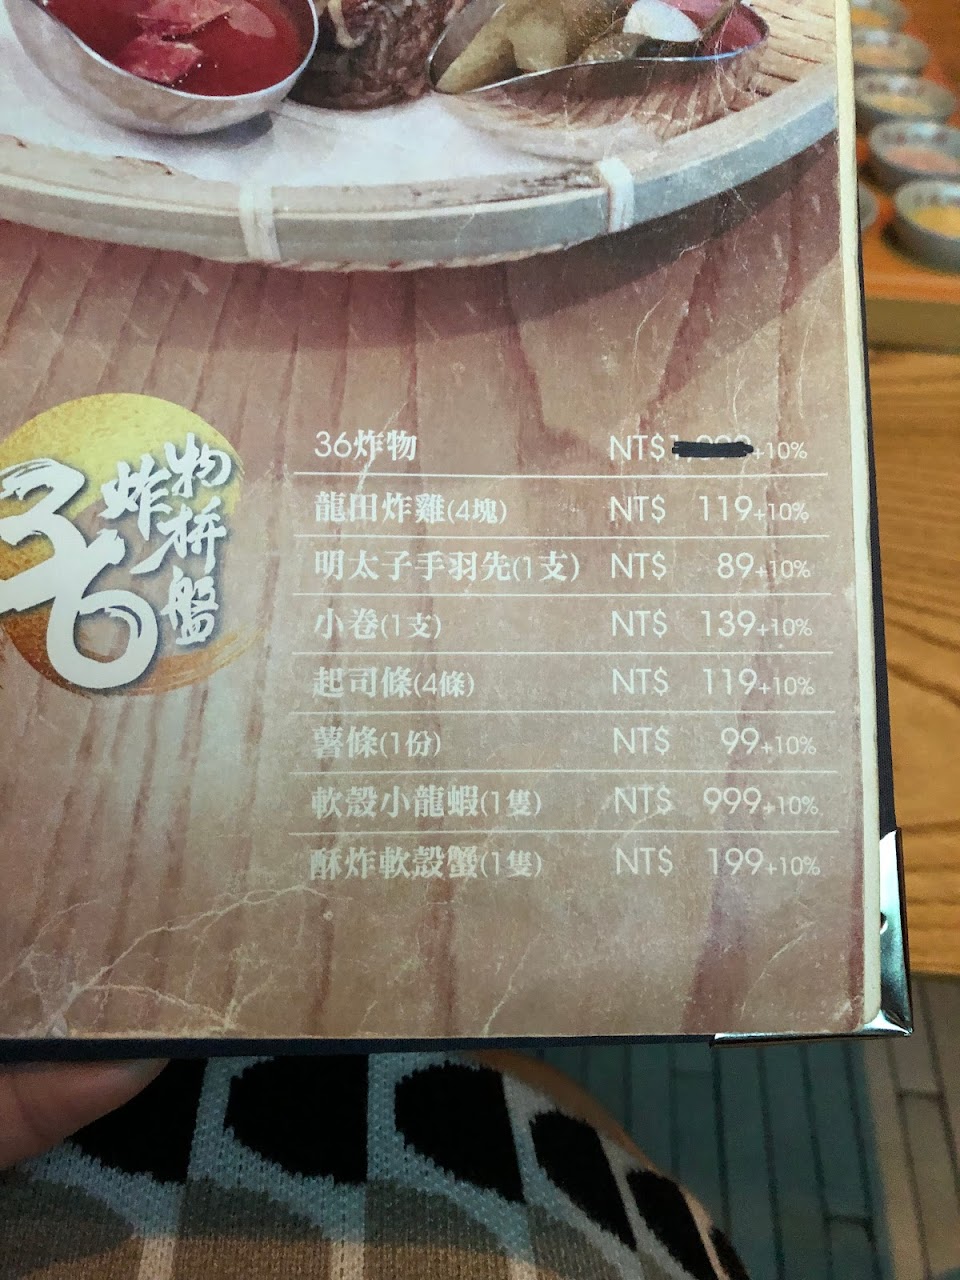 36炸物拼盤
36炸物 NT$ +10%
龍田炸雞(4塊) NT$ 119+10%
明太子手羽先(1支) NT$ 89+10%
小卷(1支) NT$ 139+10%
起司條(4條) NT$ 119+10%
薯條(1份) NT$ 99+10%
軟殼小龍蝦(1隻) NT$ 999+10%
酥炸軟殼蟹(1隻) NT$ 199+10%